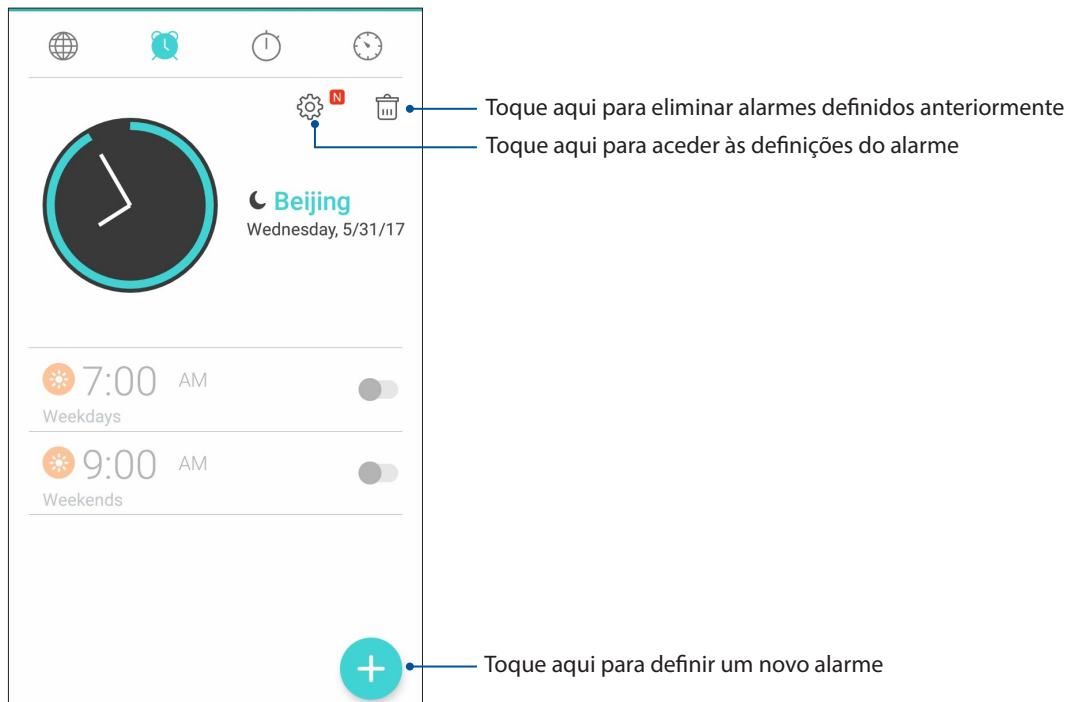 N
Toque aqui para eliminar alarmes definidos anteriormente
Toque aqui para aceder às definições do alarme
Beijing
Wednesday, 5/31/17
7:00 AM
Weekdays
9:00 AM
Weekends
Toque aqui para definir um novo alarme